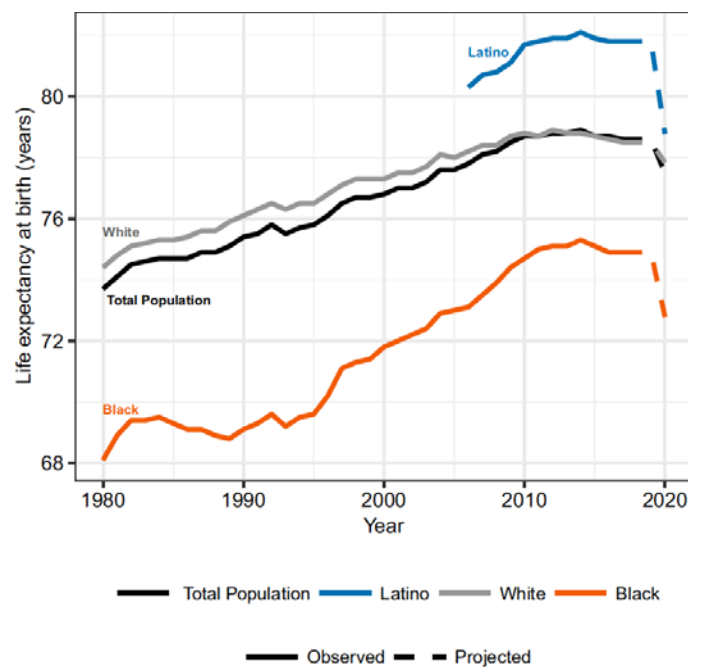 Life expectancy at birth (years)
80
76
72
68
Latino
White
Total Population
Black
1980 1990 2000 2010 2020
Year
Total Population Latino White Black
Observed Projected